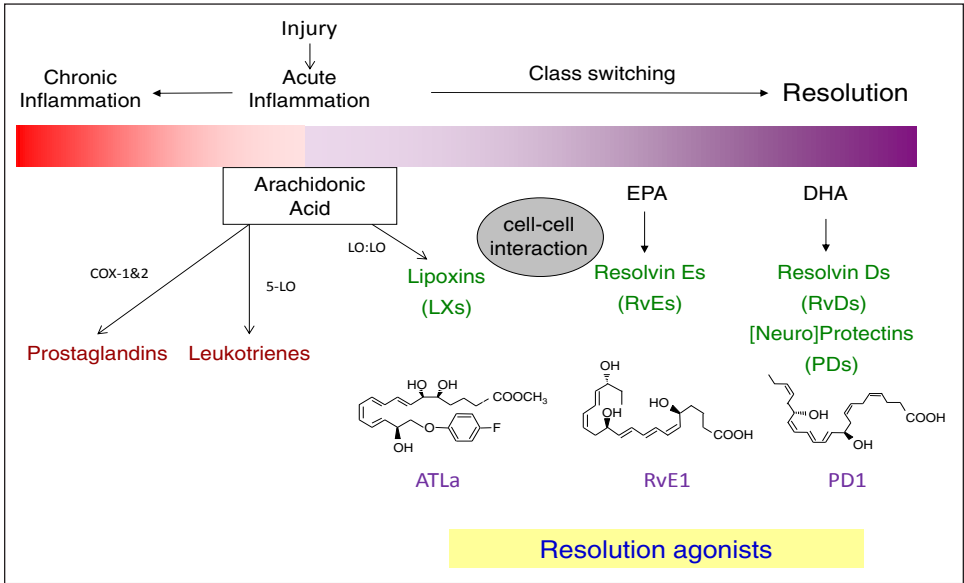 Injury
Chronic
Inflammation
Acute
Inflammation
Class switching
Resolution
Arachidonic
Acid
COX-1&2
5-LO
LO:LO
Prostaglandins
Leukotrienes
Lipoxins
(LXs)
cell-cell
interaction
EPA
Resolvin Es
(RvEs)
DHA
Resolvin Ds
(RvDs)
[Neuro]Protectins
(PDs)
OH OH
COOCH3
O
F
OH
ATLa
OH
OH
OH
COOH
RvE1
OH
OH
COOH
PD1
Resolution agonists